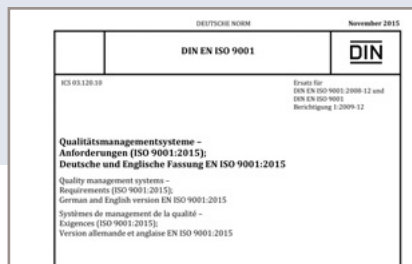 DEUTSCHE NORM
November 2015
DIN EN ISO 9001
DIN
ICS 03.120.10
Ersatz für
DIN EN ISO 9001:2008-12 und
DIN EN ISO 9001
Berichtigung 1:2009-12
Qualitätsmanagementsysteme –
Anforderungen (ISO 9001:2015);
Deutsche und Englische Fassung EN ISO 9001:2015
Quality management systems –
Requirements (ISO 9001:2015);
German and English version EN ISO 9001:2015
Systèmes de management de la qualité –
Exigences (ISO 9001:2015);
Version allemande et anglaise EN ISO 9001:2015